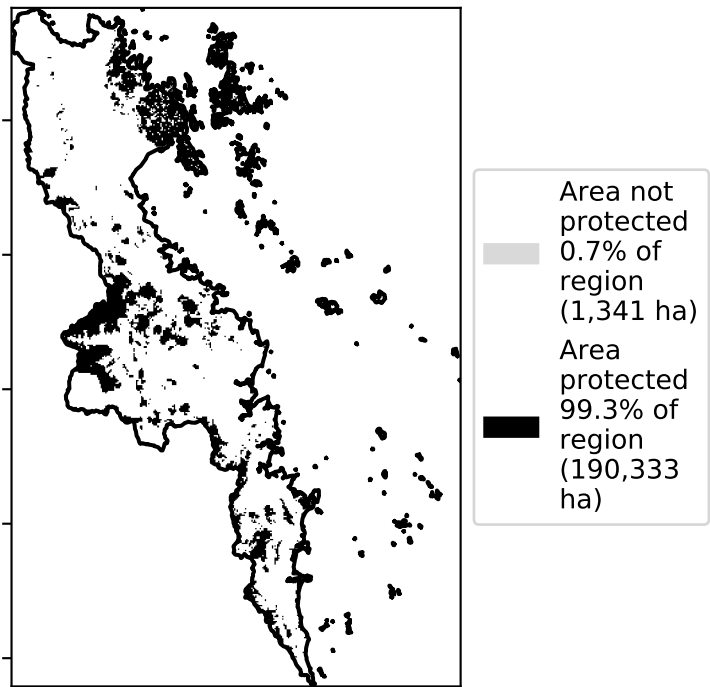 Area not
protected
0.7% of
region
(1,341 ha)
Area
protected
99.3% of
region
(190,333
ha)